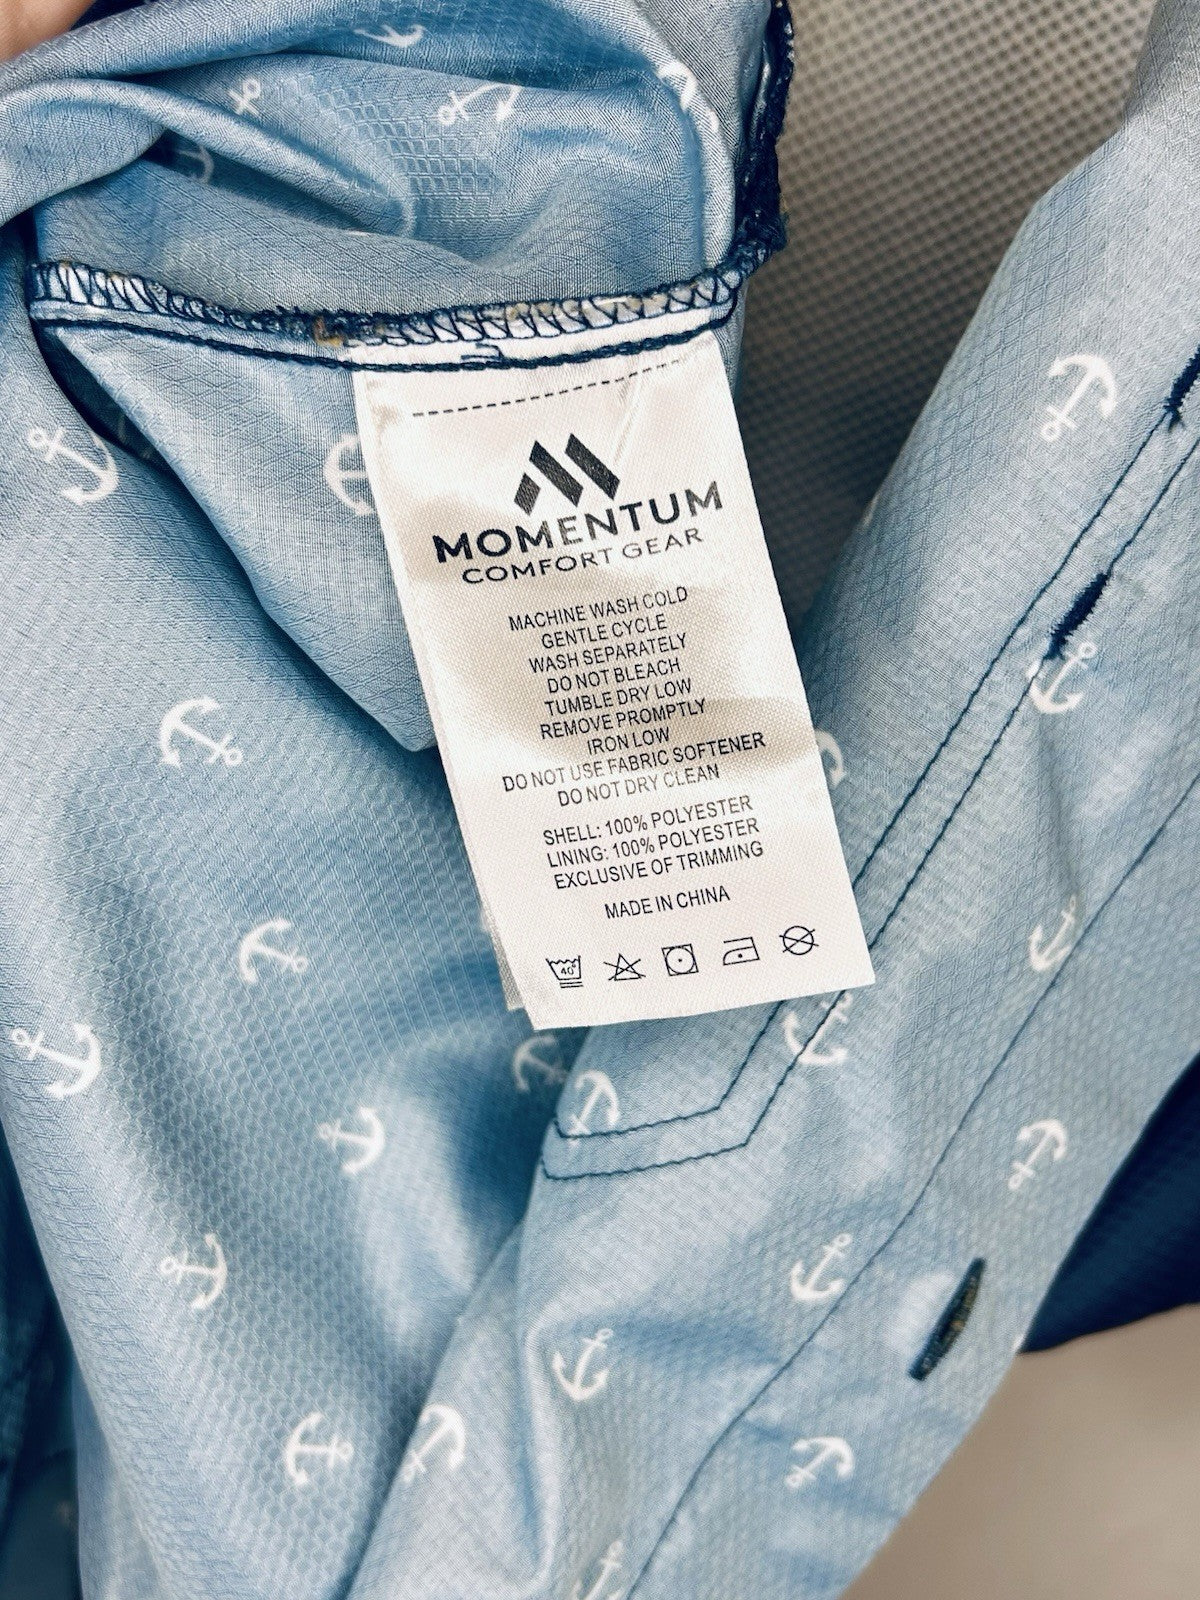 MOMENTUM
COMFORT GEAR
MACHINE WASH COLD
GENTLE CYCLE
WASH SEPARATELY
DO NOT BLEACH
TUMBLE DRY LOW
REMOVE PROMPTLY
IRON LOW
DO NOT USE FABRIC SOFTENER
DO NOT DRY CLEAN
SHELL: 100% POLYESTER
LINING: 100% POLYESTER
EXCLUSIVE OF TRIMMING
MADE IN CHINA
40°